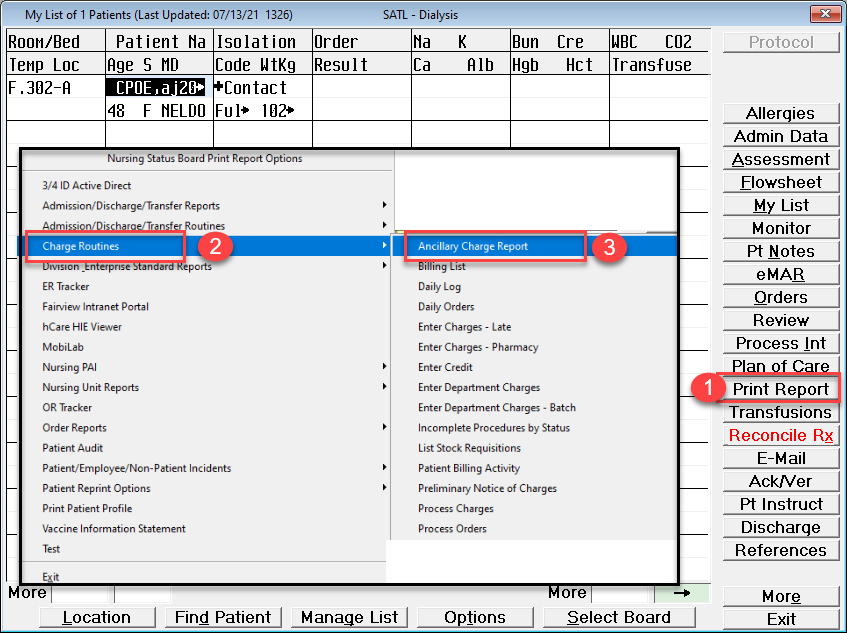 My List of 1 Patients (Last Updated: 07/13/21 1326) SATL - Dialysis
Room/Bed Patient Na Isolation Order Na K Bun Cre WBC CO2
Temp Loc Age S MD Code WtKg Result Ca Alb Hgb Hct Transfuse
F.302-A CPOE,aj20 +Contact
48 F NELDO Ful 102
Protocol
Allergies
Admin Data
Assessment
Flowsheet
My List
Monitor
Pt Notes
eMAR
Orders
Review
Process Int
Plan of Care
1 Print Report
Transfusions
Reconcile Rx
E-Mail
Ack/Ver
Pt Instruct
Discharge
References
More
Exit
Nursing Status Board Print Report Options
3/4 ID Active Direct
Admission/Discharge/Transfer Reports
Admission/Discharge/Transfer Routines
Charge Routines 2
Division_Enterprise Standard Reports
ER Tracker
Fairview Intranet Portal
hCare HIE Viewer
MobiLab
Nursing PAI
Nursing Unit Reports
OR Tracker
Order Reports
Patient Audit
Patient/Employee/Non-Patient Incidents
Patient Reprint Options
Print Patient Profile
Vaccine Information Statement
Test
Exit
Ancillary Charge Report 3
Billing List
Daily Log
Daily Orders
Enter Charges - Late
Enter Charges - Pharmacy
Enter Credit
Enter Department Charges
Enter Department Charges - Batch
Incomplete Procedures by Status
List Stock Requisitions
Patient Billing Activity
Preliminary Notice of Charges
Process Charges
Process Orders
More More →
Location Find Patient Manage List Options Select Board